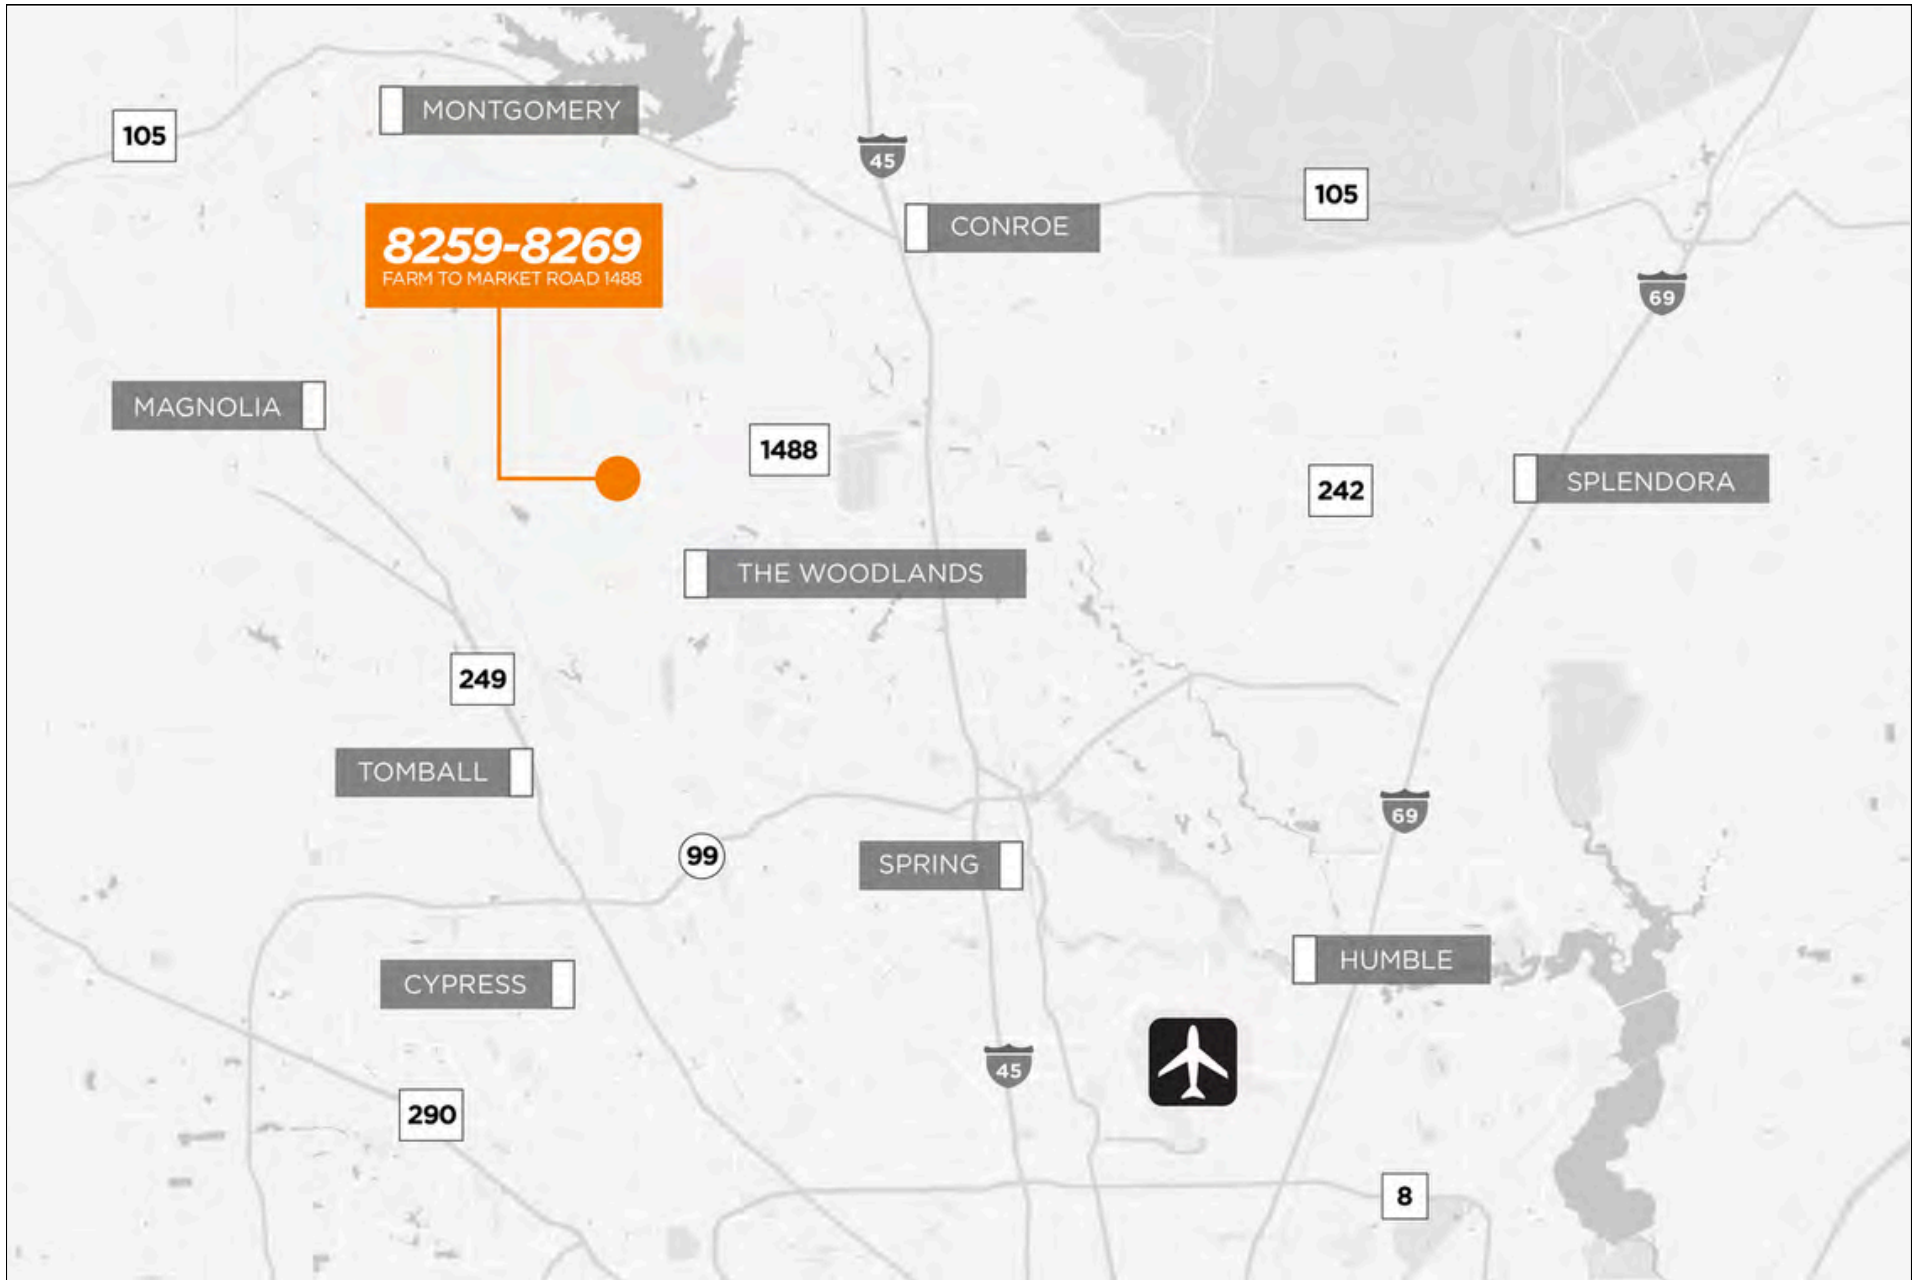 MONTGOMERY
105
45
105
CONROE
8259-8269
FARM TO MARKET ROAD 1488
69
MAGNOLIA
1488
242
SPLENDORA
THE WOODLANDS
249
TOMBALL
69
99
SPRING
HUMBLE
CYPRESS
45
290
8